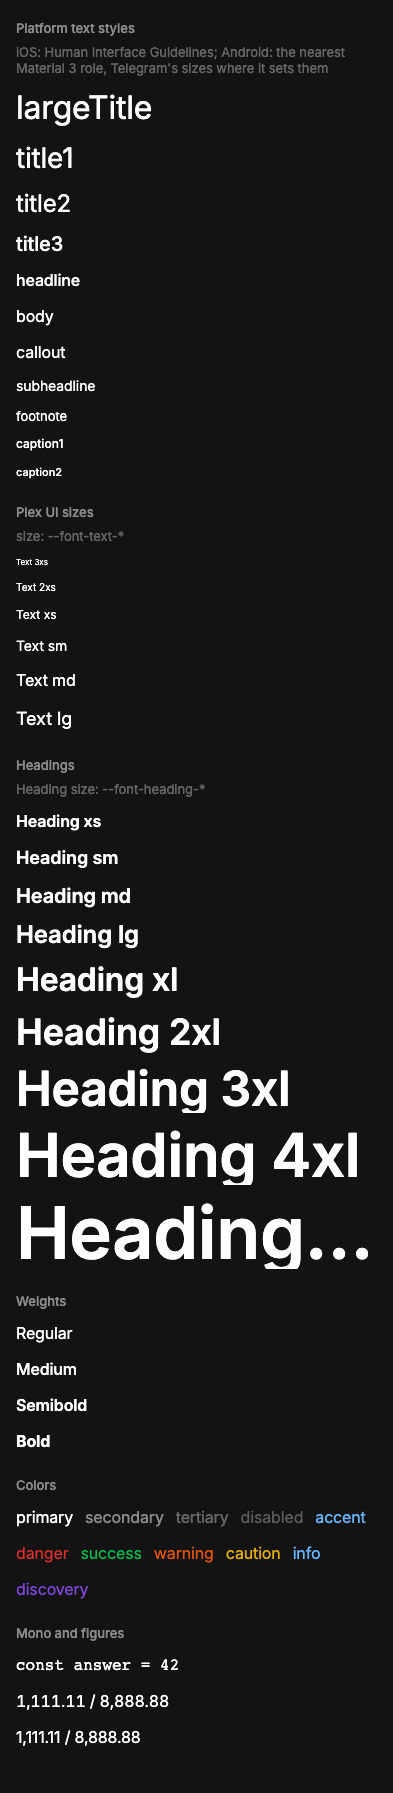 Platform text styles
iOS: Human Interface Guidelines; Android: the nearest
Material 3 role, Telegram's sizes where it sets them
largeTitle
title1
title2
title3
headline
body
callout
subheadline
footnote
caption1
caption2
Plex UI sizes
size: --font-text-*
Text 3xs
Text 2xs
Text xs
Text sm
Text md
Text lg
Headings
Heading size: --font-heading-*
Heading xs
Heading sm
Heading md
Heading lg
Heading xl
Heading 2xl
Heading 3xl
Heading 4xl
Heading...
Weights
Regular
Medium
Semibold
Bold
Colors
primary secondary tertiary disabled accent
danger success warning caution info
discovery
Mono and figures
const answer = 42
1,111.11 / 8,888.88
1,111.11 / 8,888.88